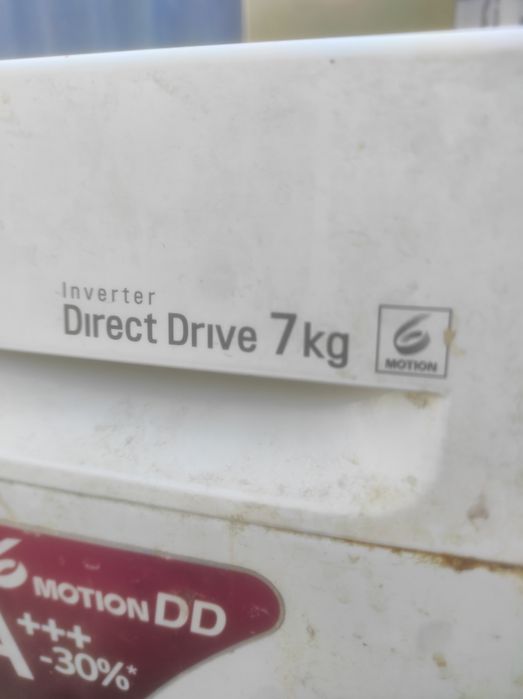 Inverter
Direct Drive 7kg
6
MOTION
6 MOTION DD
A+++
-30%*